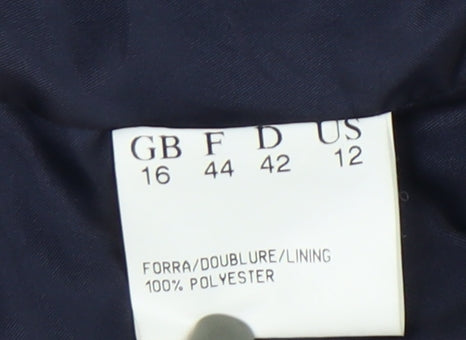 GB F D US
16 44 42 12
FORRA/DOUBLURE/LINING
100% POLYESTER